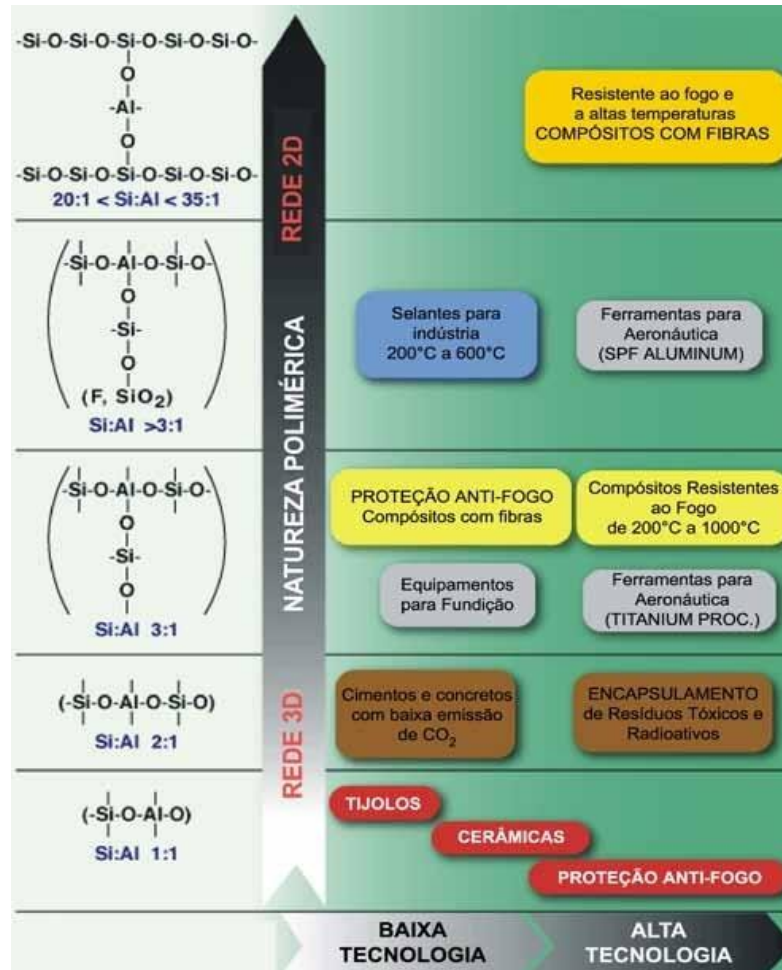 -Si-O-Si-O-Si-O-Si-O-Si-O-
O
-Al-
O
-Si-O-Si-O-Si-O-Si-O-Si-O-
20:1 < Si:Al < 35:1
REDE 2D
Resistente ao fogo e
a altas temperaturas
COMPÓSITOS COM FIBRAS
-Si-O-Al-O-Si-O-
O
-Si-
O
(F, SiO2)
Si:Al >3:1
NATUREZA POLIMÉRICA
Selantes para
indústria
200°C a 600°C
Ferramentas para
Aeronáutica
(SPF ALUMINUM)
-Si-O-Al-O-Si-O-
O
-Si-
O
Si:Al 3:1
PROTEÇÃO ANTI-FOGO
Compósitos com fibras
Compósitos Resistentes
ao Fogo
de 200°C a 1000°C
Equipamentos
para Fundição
Ferramentas para
Aeronáutica
(TITANIUM PROC.)
(-Si-O-Al-O-Si-O)
Si:Al 2:1
REDE 3D
Cimentos e concretos
com baixa emissão
de CO2
ENCAPSULAMENTO
de Resíduos Tóxicos e
Radioativos
(-Si-O-Al-O)
Si:Al 1:1
TIJOLOS
CERÂMICAS
PROTEÇÃO ANTI-FOGO
BAIXA
TECNOLOGIA
ALTA
TECNOLOGIA